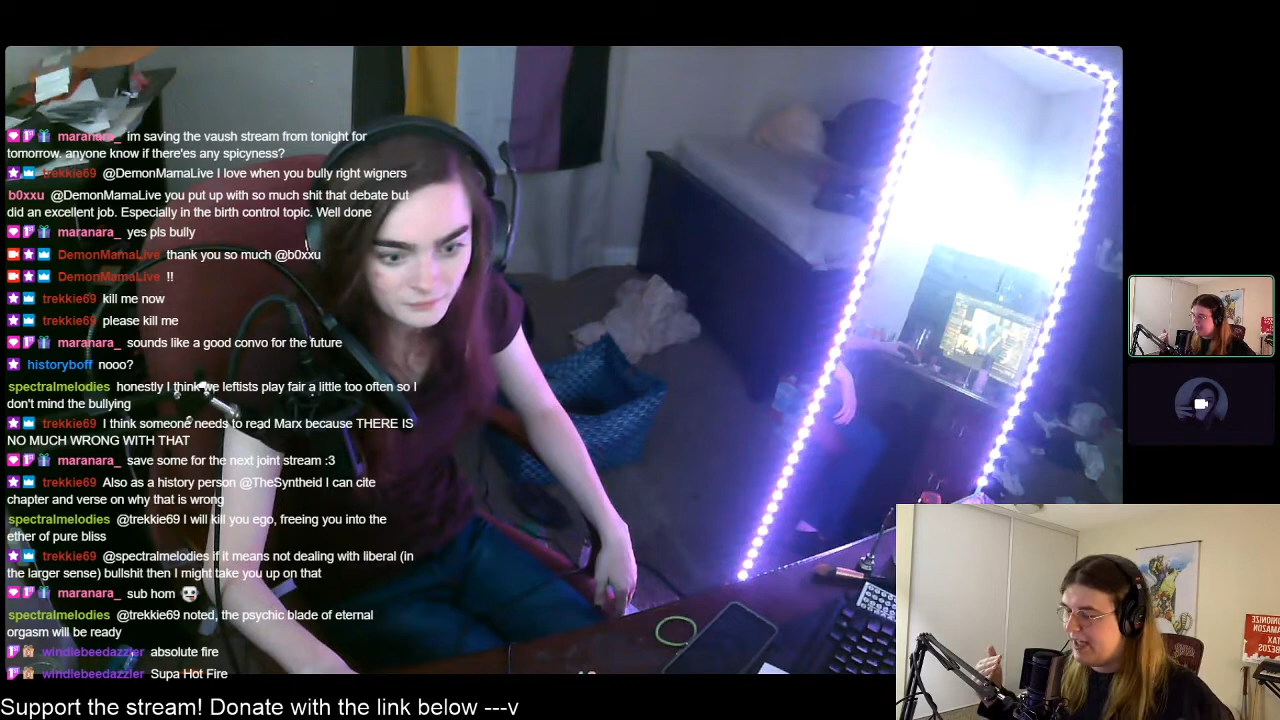 maranara_ im saving the vaush stream from tonight for
tomorrow. anyone know if there'es any spicyness?
trekkie69 @DemonMamaLive I love when you bully right wigners
b0xxu @DemonMamaLive you put up with so much shit that debate but
did an excellent job. Especially in the birth control topic. Well done
maranara_ yes pls bully
DemonMamaLive thank you so much @b0xxu
DemonMamaLive !!
trekkie69 kill me now
trekkie69 please kill me
maranara_ sounds like a good convo for the future
historyboff nooo?
spectralmelodies honestly I think we leftists play fair a little too often so I
don't mind the bullying
trekkie69 I think someone needs to read Marx because THERE IS
NO MUCH WRONG WITH THAT
maranara_ save some for the next joint stream :3
trekkie69 Also as a history person @TheSyntheid I can cite
chapter and verse on why that is wrong
spectralmelodies @trekkie69 I will kill you ego, freeing you into the
ether of pure bliss
trekkie69 @spectralmelodies if it means not dealing with liberal (in
the larger sense) bullshit then I might take you up on that
maranara_ sub hom
spectralmelodies @trekkie69 noted, the psychic blade of eternal
orgasm will be ready
windlebeedazzler absolute fire
windlebeedazzler Supa Hot Fire
UNIONIZE
AMAZON
TAX
BEZOS
Support the stream! Donate with the link below ---v